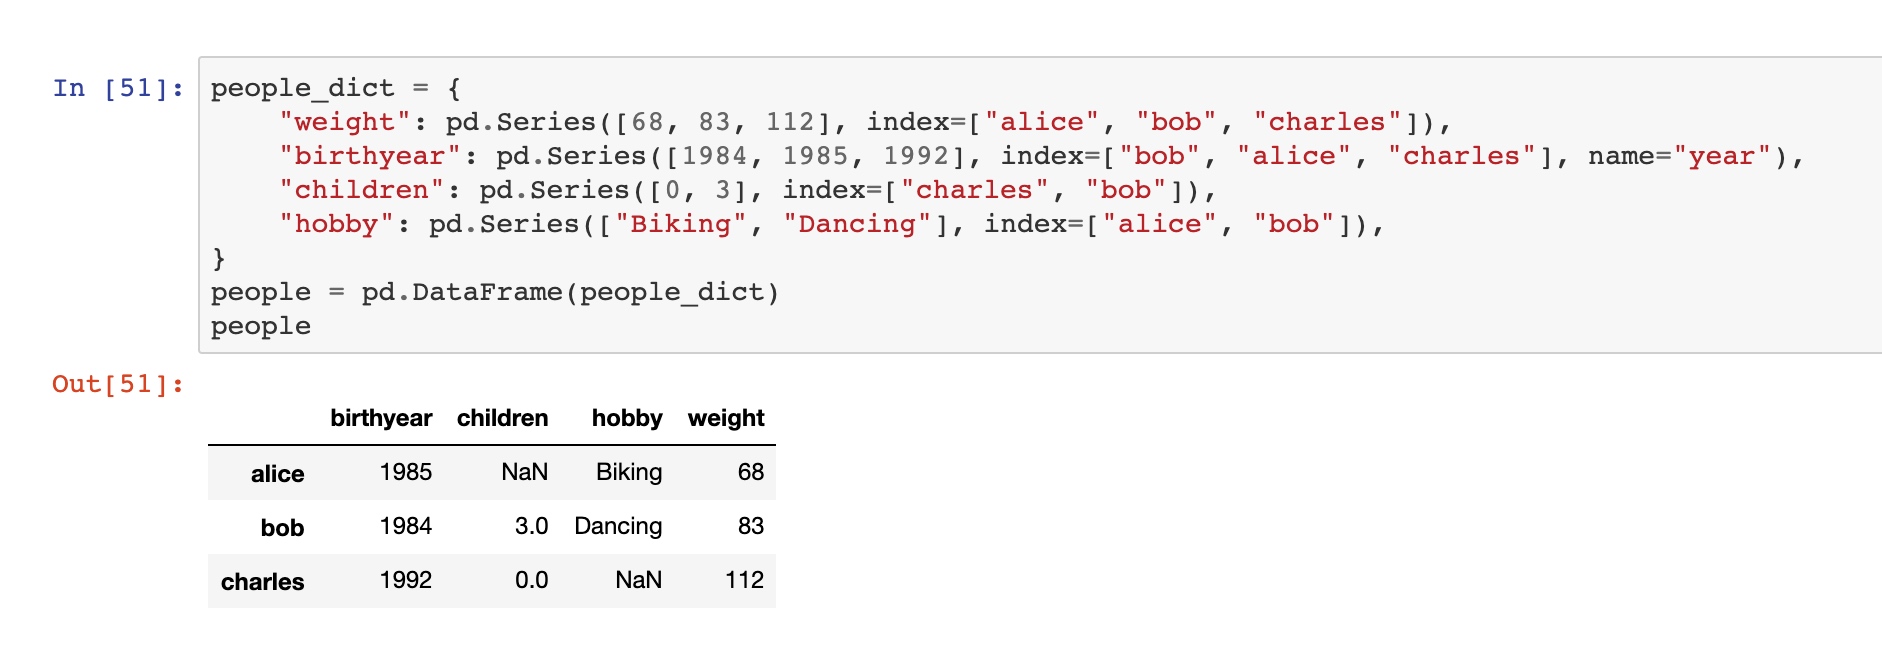 In [51]: people_dict = {
    "weight": pd.Series([68, 83, 112], index=["alice", "bob", "charles"]),
    "birthyear": pd.Series([1984, 1985, 1992], index=["bob", "alice", "charles"], name="year"),
    "children": pd.Series([0, 3], index=["charles", "bob"]),
    "hobby": pd.Series(["Biking", "Dancing"], index=["alice", "bob"]),
}
people = pd.DataFrame(people_dict)
people
Out[51]:
birthyear children hobby weight
alice 1985 NaN Biking 68
bob 1984 3.0 Dancing 83
charles 1992 0.0 NaN 112